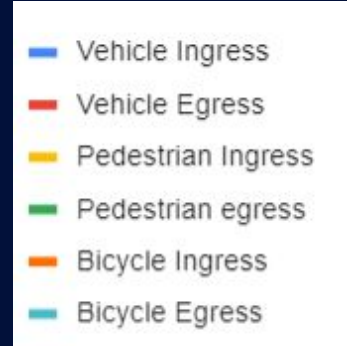 Vehicle Ingress
Vehicle Egress
Pedestrian Ingress
Pedestrian egress
Bicycle Ingress
Bicycle Egress